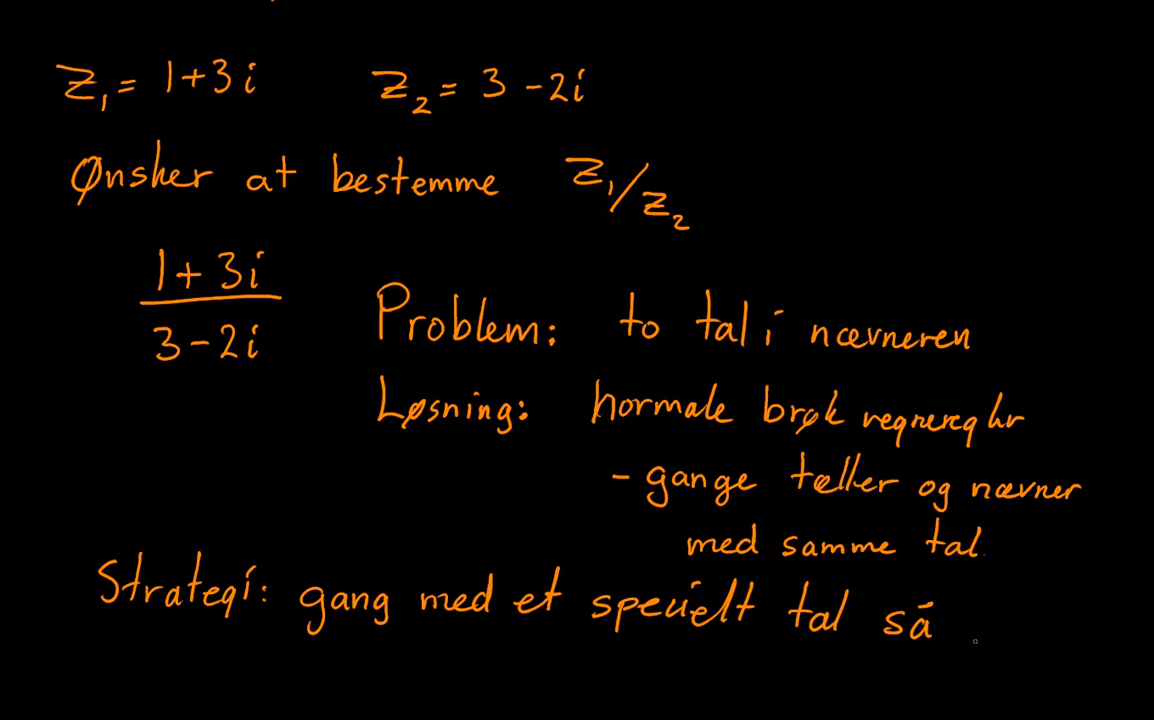 z₁ = 1+3i    z₂ = 3 -2i
Ønsker at bestemme z₁/z₂
1+3i
3-2i
Problem: to tal i nævneren
Løsning: normale brøk regneregler
- gange tæller og nævner
med samme tal.
Strategi: gang med et specielt tal så